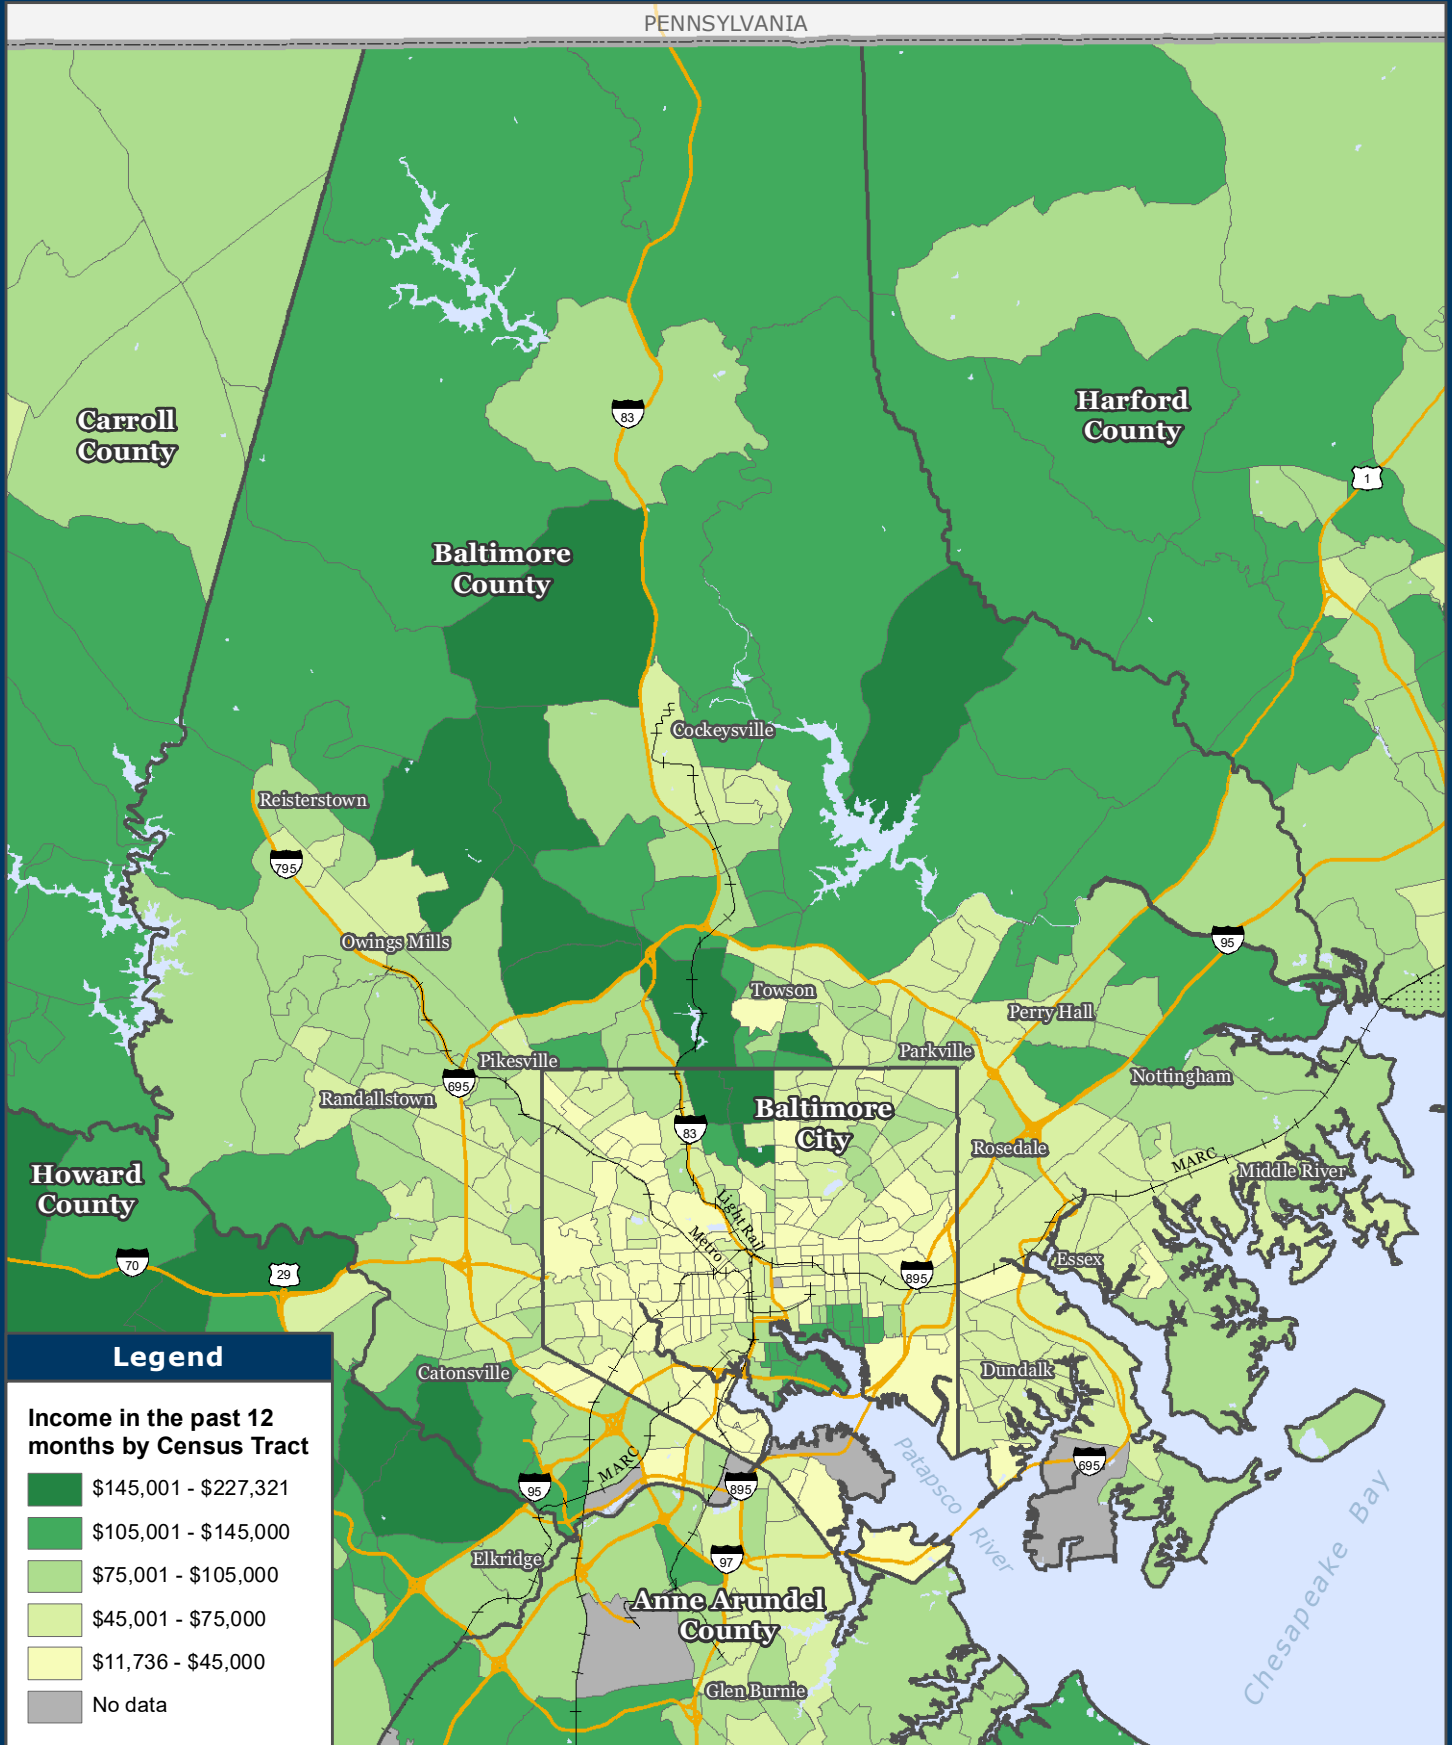 PENNSYLVANIA
Carroll
County
83
Harford
County
1
Baltimore
County
Cockeysville
Reisterstown
795
Owings Mills
95
Towson
Perry Hall
Parkville
Pikesville
695
Nottingham
Randallstown
Baltimore
City
83
Rosedale
MARC
Middle River
Howard
County
Light Rail
Metro
70
29
895
Essex
Catonsville
Dundalk
MARC
95
895
695
Patapsco River
Elkridge
97
Anne Arundel
County
Glen Burnie
Chesapeake Bay
Legend
Income in the past 12
months by Census Tract
$145,001 - $227,321
$105,001 - $145,000
$75,001 - $105,000
$45,001 - $75,000
$11,736 - $45,000
No data